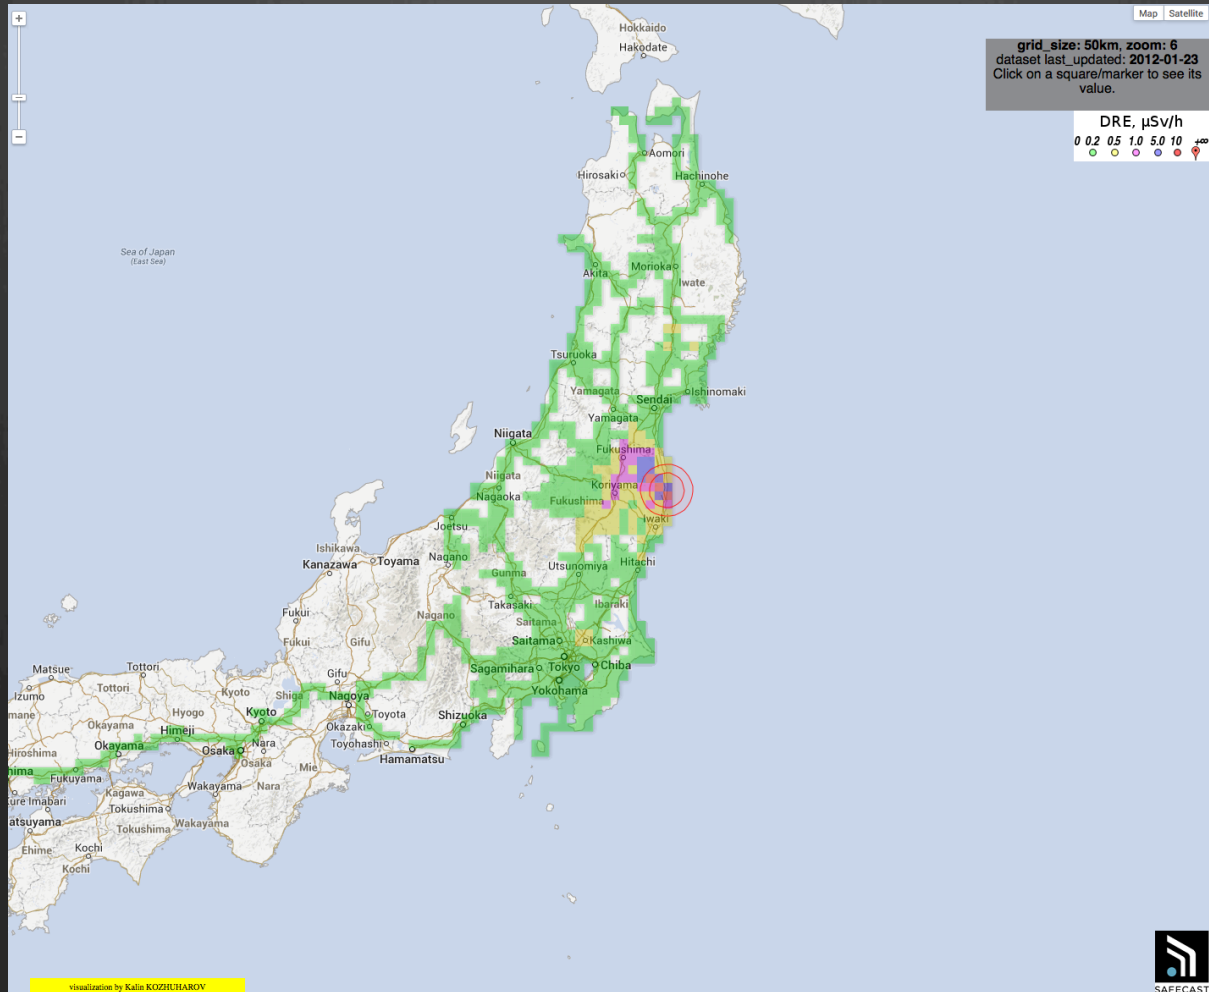 +
−
Map
Satellite
grid_size: 50km, zoom: 6
dataset last_updated: 2012-01-23
Click on a square/marker to see its
value.
DRE, µSv/h
0 0.2 0.5 1.0 5.0 10 +∞
Hokkaido
Hakodate
Aomori
Hirosaki
Hachinohe
Sea of Japan
(East Sea)
Akita
Morioka
Iwate
Tsuruoka
Yamagata
Ishinomaki
Sendai
Yamagata
Niigata
Fukushima
Niigata
Koriyama
Nagaoka
Fukushima
Iwaki
Joetsu
Ishikawa
Toyama
Nagano
Kanazawa
Utsunomiya
Hitachi
Gunma
Takasaki
Ibaraki
Fukui
Nagano
Saitama
Fukui
Gifu
Saitama
Kashiwa
Matsue
Tottori
Gifu
Sagamihara
Tokyo
Chiba
Izumo
Tottori
Kyoto
Shiga
Nagoya
Yokohama
mane
Hyogo
Kyoto
Toyota
Shizuoka
Okayama
Himeji
Okazaki
Okayama
Osaka
Nara
Toyohashi
Hiroshima
Hamamatsu
hima
Fukuyama
Osaka
Mie
Kagawa
Wakayama
Nara
Kure
Imabari
Tokushima
atsuyama
Tokushima
Wakayama
Ehime
Kochi
Kochi
visualization by Kalin KOZHUHAROV
SAFECAST